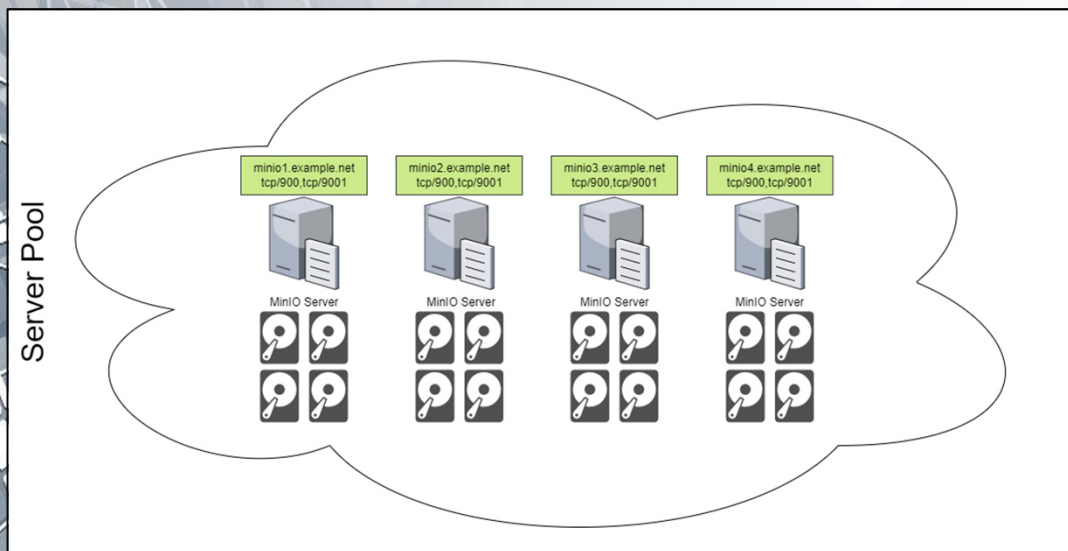 Server Pool
minio1.example.net
tcp/900,tcp/9001
minio2.example.net
tcp/900,tcp/9001
minio3.example.net
tcp/900,tcp/9001
minio4.example.net
tcp/900,tcp/9001
MinIO Server
MinIO Server
MinIO Server
MinIO Server